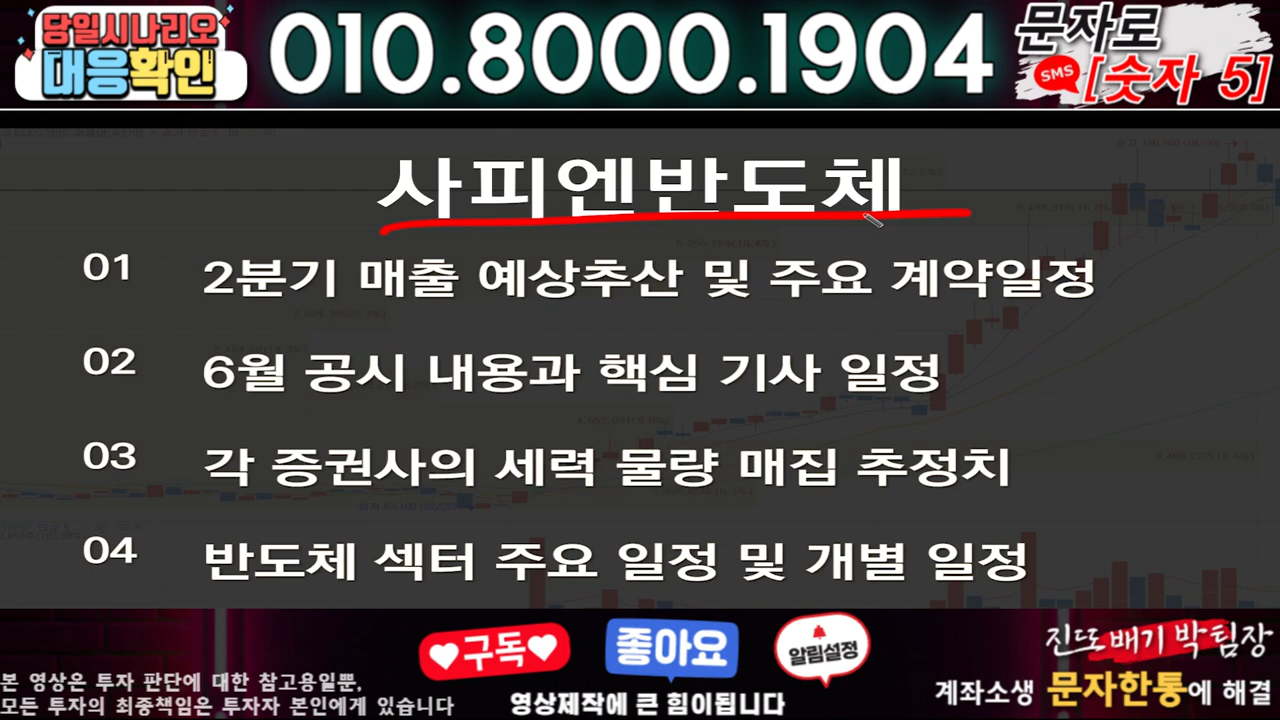 당일시나리오
대응확인
010.8000.1904
문자로
SMS [숫자 5]
사피엔반도체
01 2분기 매출 예상추산 및 주요 계약일정
02 6월 공시 내용과 핵심 기사 일정
03 각 증권사의 세력 물량 매집 추정치
04 반도체 섹터 주요 일정 및 개별 일정
구독
좋아요
알림설정
영상제작에 큰 힘이됩니다
본 영상은 투자 판단에 대한 참고용일뿐,
모든 투자의 최종책임은 투자자 본인에게 있습니다
진또배기 박팀장
계좌소생 문자한통에 해결